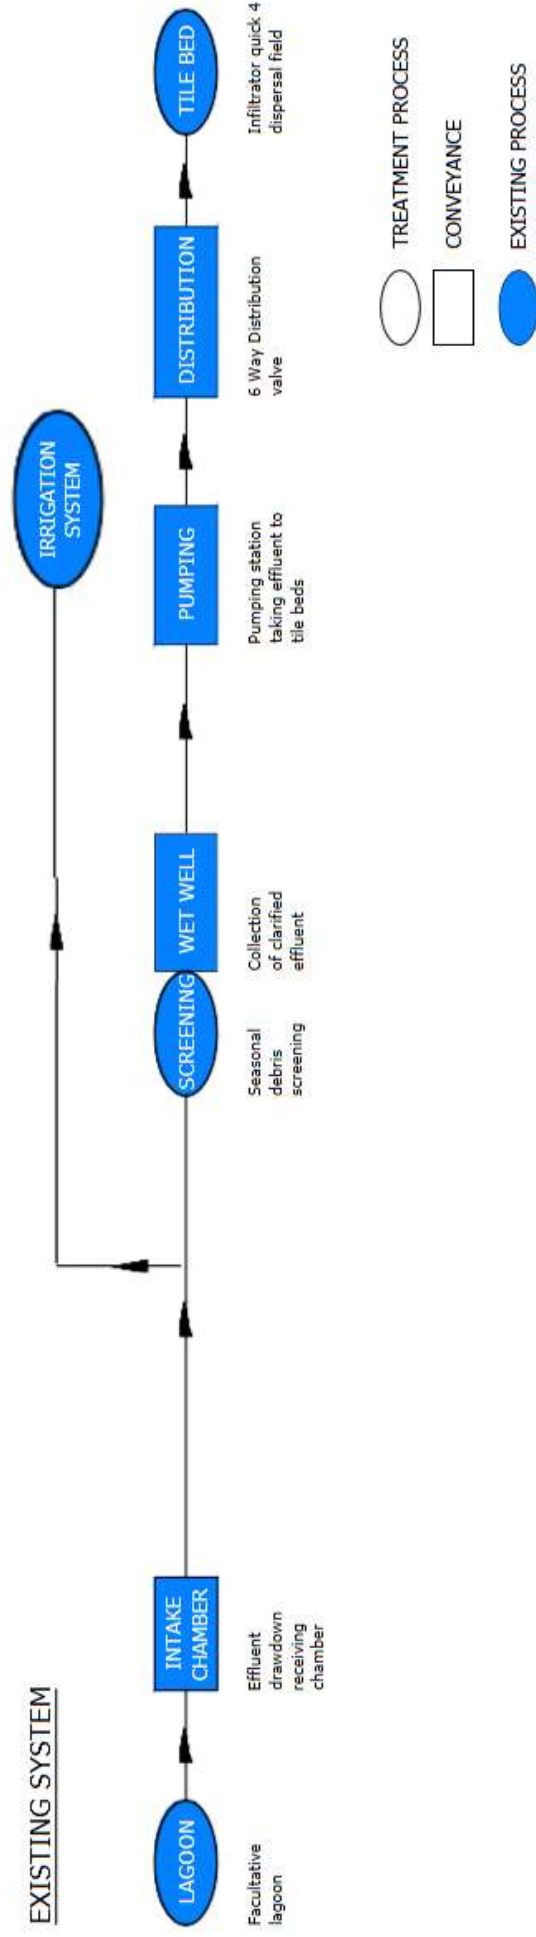 EXISTING SYSTEM
LAGOON
Facultative
lagoon
INTAKE
CHAMBER
Effluent
drawdown
receiving
chamber
IRRIGATION
SYSTEM
SCREENING
Seasonal
debris
screening
WET WELL
Collection
of clarified
effluent
PUMPING
Pumping station
taking effluent to
tile beds
DISTRIBUTION
6 Way Distribution
valve
TILE BED
Infiltrator quick 4
dispersal field
TREATMENT PROCESS
CONVEYANCE
EXISTING PROCESS